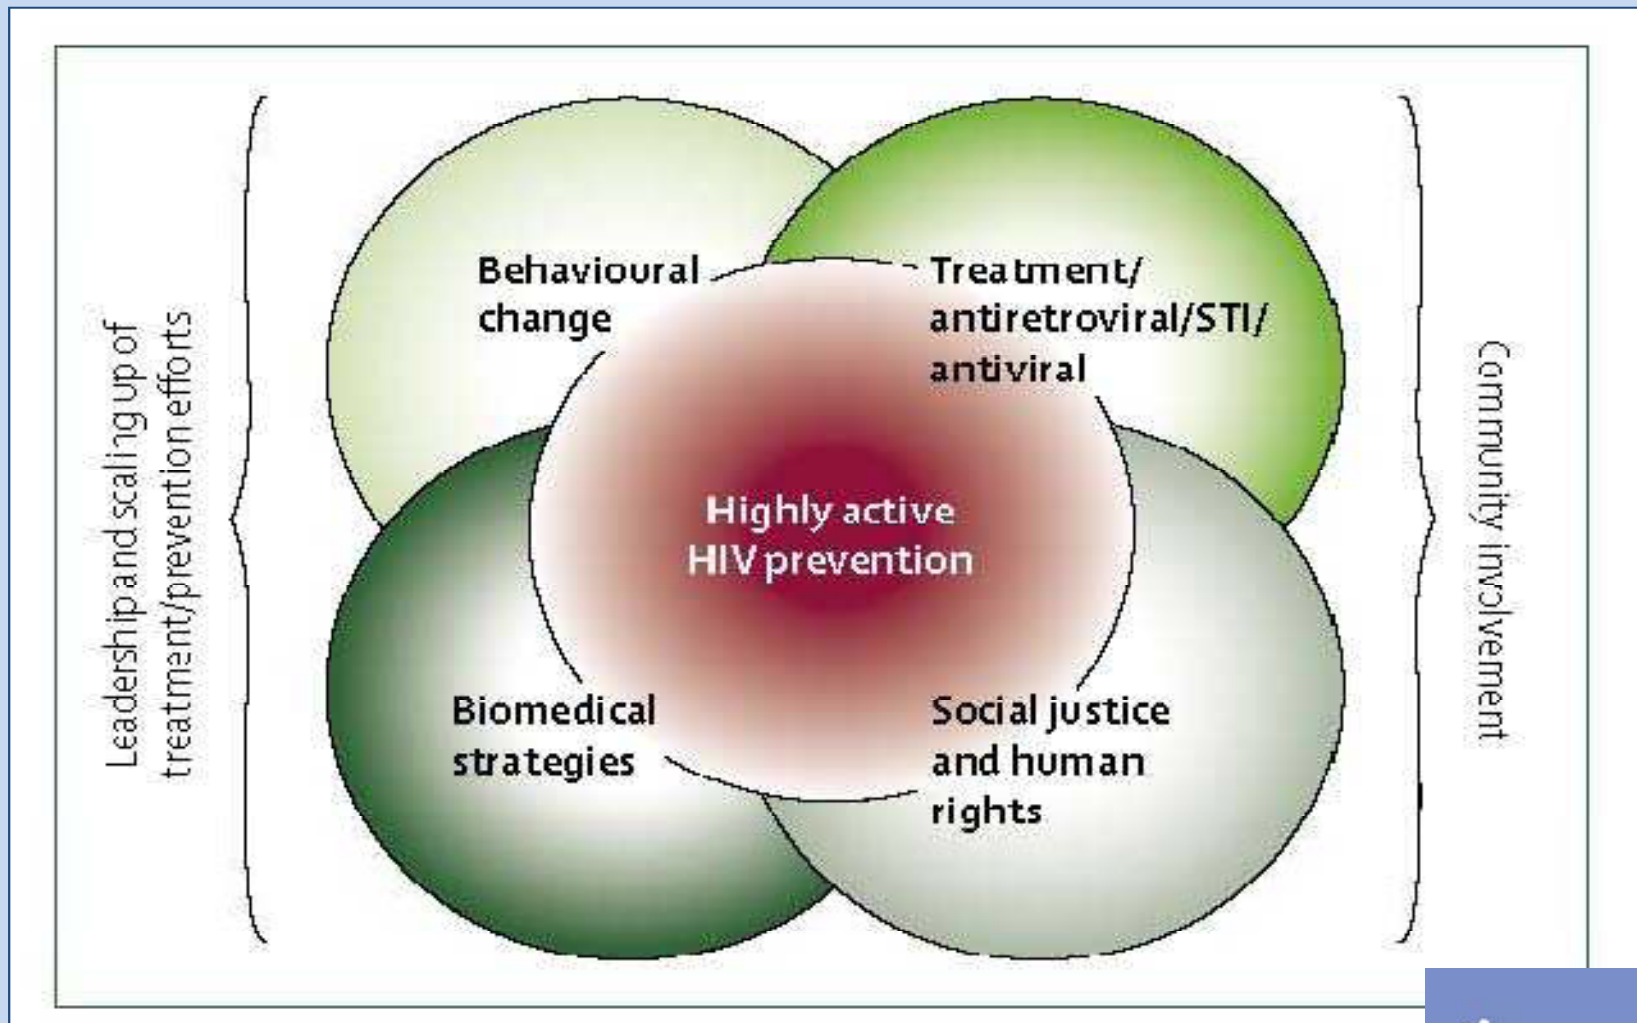 Leadership and scaling up of
treatment/prevention efforts
Behavioural
change
Treatment/
antiretroviral/STI/
antiviral
Highly active
HIV prevention
Biomedical
strategies
Social justice
and human
rights
Community involvement